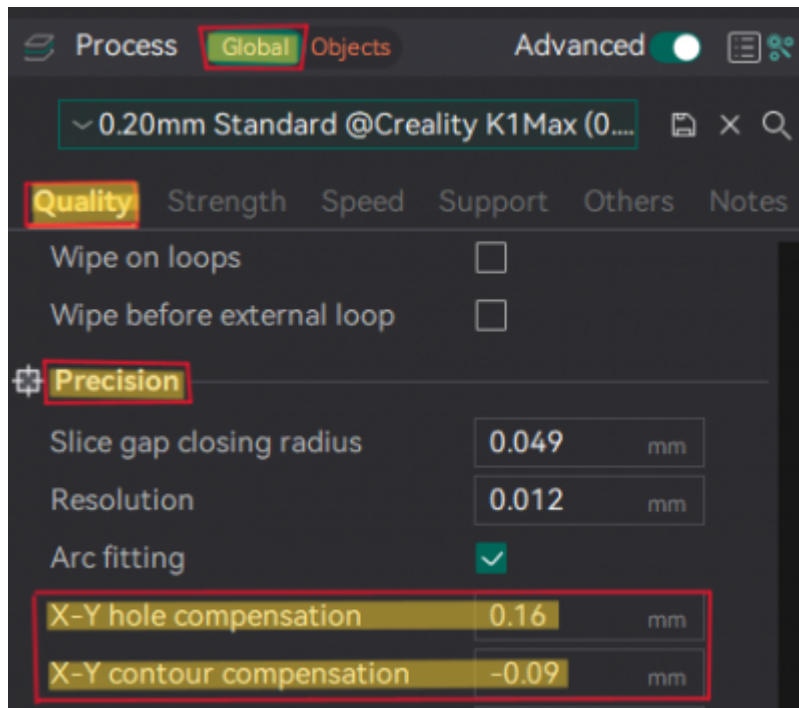 Process Global Objects Advanced
0.20mm Standard @Creality K1Max (0....
Quality Strength Speed Support Others Notes
Wipe on loops
Wipe before external loop
Precision
Slice gap closing radius 0.049 mm
Resolution 0.012 mm
Arc fitting
X-Y hole compensation 0.16 mm
X-Y contour compensation -0.09 mm